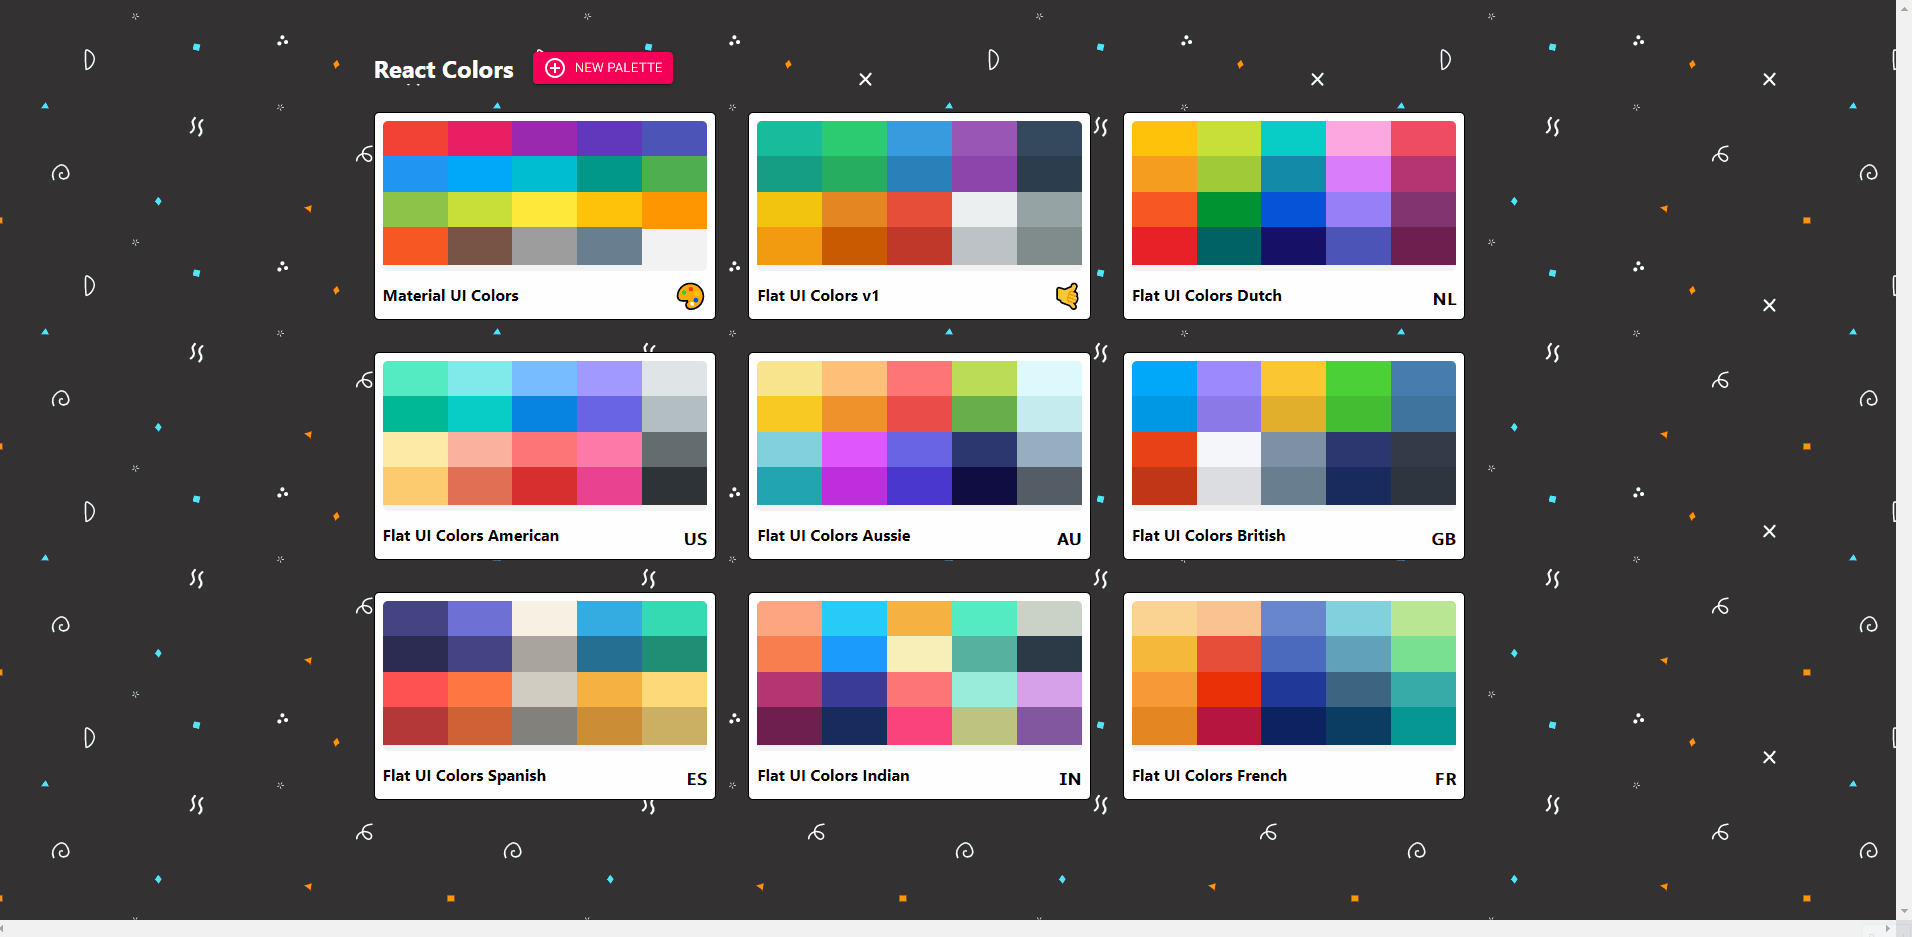 React Colors
NEW PALETTE
Material UI Colors
Flat UI Colors v1
Flat UI Colors Dutch NL
Flat UI Colors American US
Flat UI Colors Aussie AU
Flat UI Colors British GB
Flat UI Colors Spanish ES
Flat UI Colors Indian IN
Flat UI Colors French FR